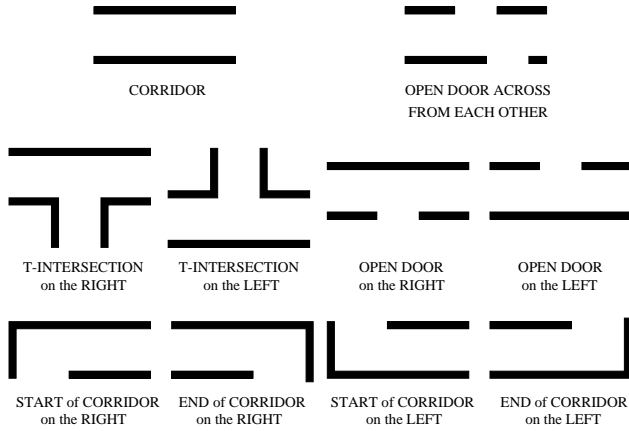 CORRIDOR
OPEN DOOR ACROSS
FROM EACH OTHER
T-INTERSECTION
on the RIGHT
T-INTERSECTION
on the LEFT
OPEN DOOR
on the RIGHT
OPEN DOOR
on the LEFT
START of CORRIDOR
on the RIGHT
END of CORRIDOR
on the RIGHT
START of CORRIDOR
on the LEFT
END of CORRIDOR
on the LEFT